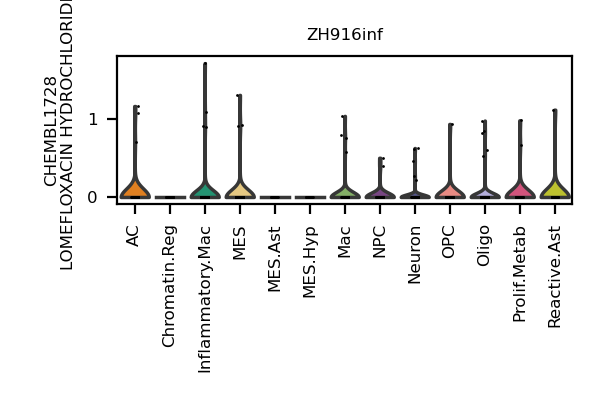 ZH916inf
CHEMBL1728
LOMEFLOXACIN HYDROCHLORIDE
1
0
AC
Chromatin.Reg
Inflammatory.Mac
MES
MES.Ast
MES.Hyp
Mac
NPC
Neuron
OPC
Oligo
Prolif.Metab
Reactive.Ast